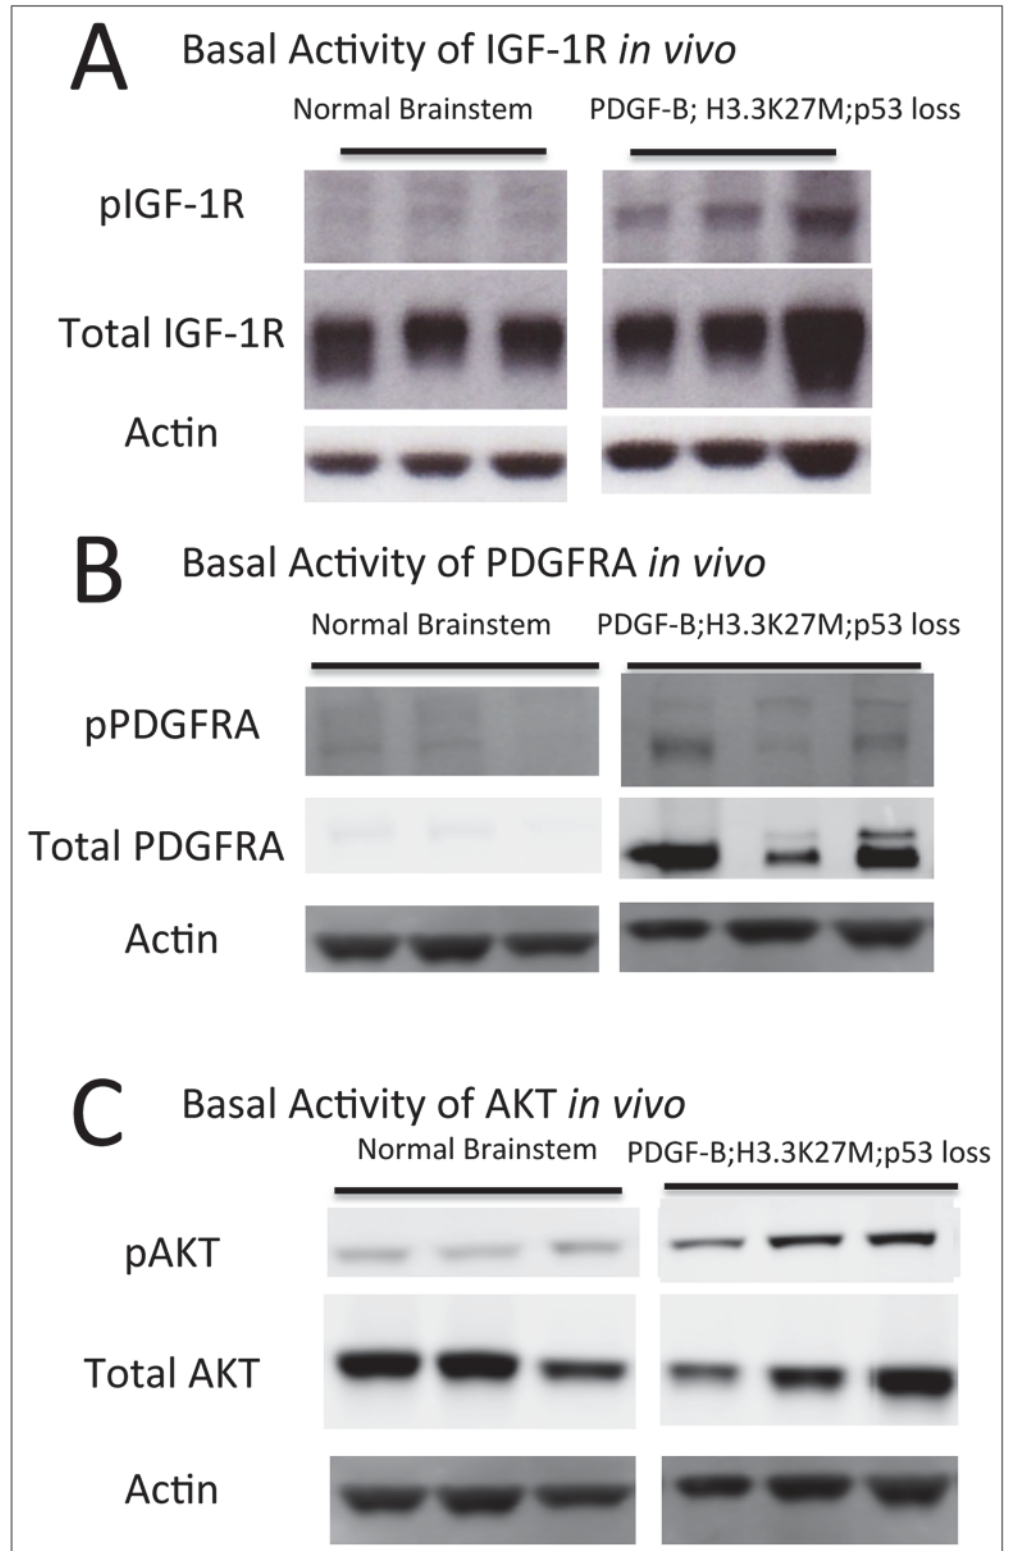 A Basal Activity of IGF-1R in vivo
Normal Brainstem PDGF-B; H3.3K27M;p53 loss
pIGF-1R
Total IGF-1R
Actin
B Basal Activity of PDGFRA in vivo
Normal Brainstem PDGF-B;H3.3K27M;p53 loss
pPDGFRA
Total PDGFRA
Actin
C Basal Activity of AKT in vivo
Normal Brainstem PDGF-B;H3.3K27M;p53 loss
pAKT
Total AKT
Actin